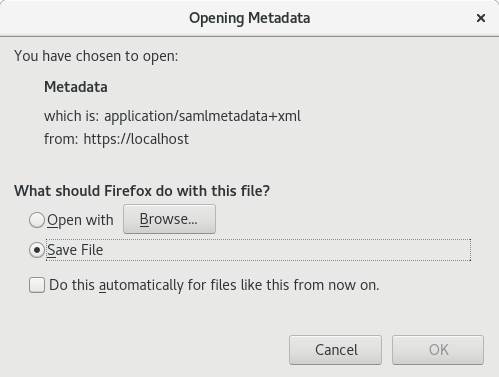 Opening Metadata
You have chosen to open:
Metadata
which is: application/samlmetadata+xml
from: https://localhost
What should Firefox do with this file?
Open with Browse...
Save File
Do this automatically for files like this from now on.
Cancel OK